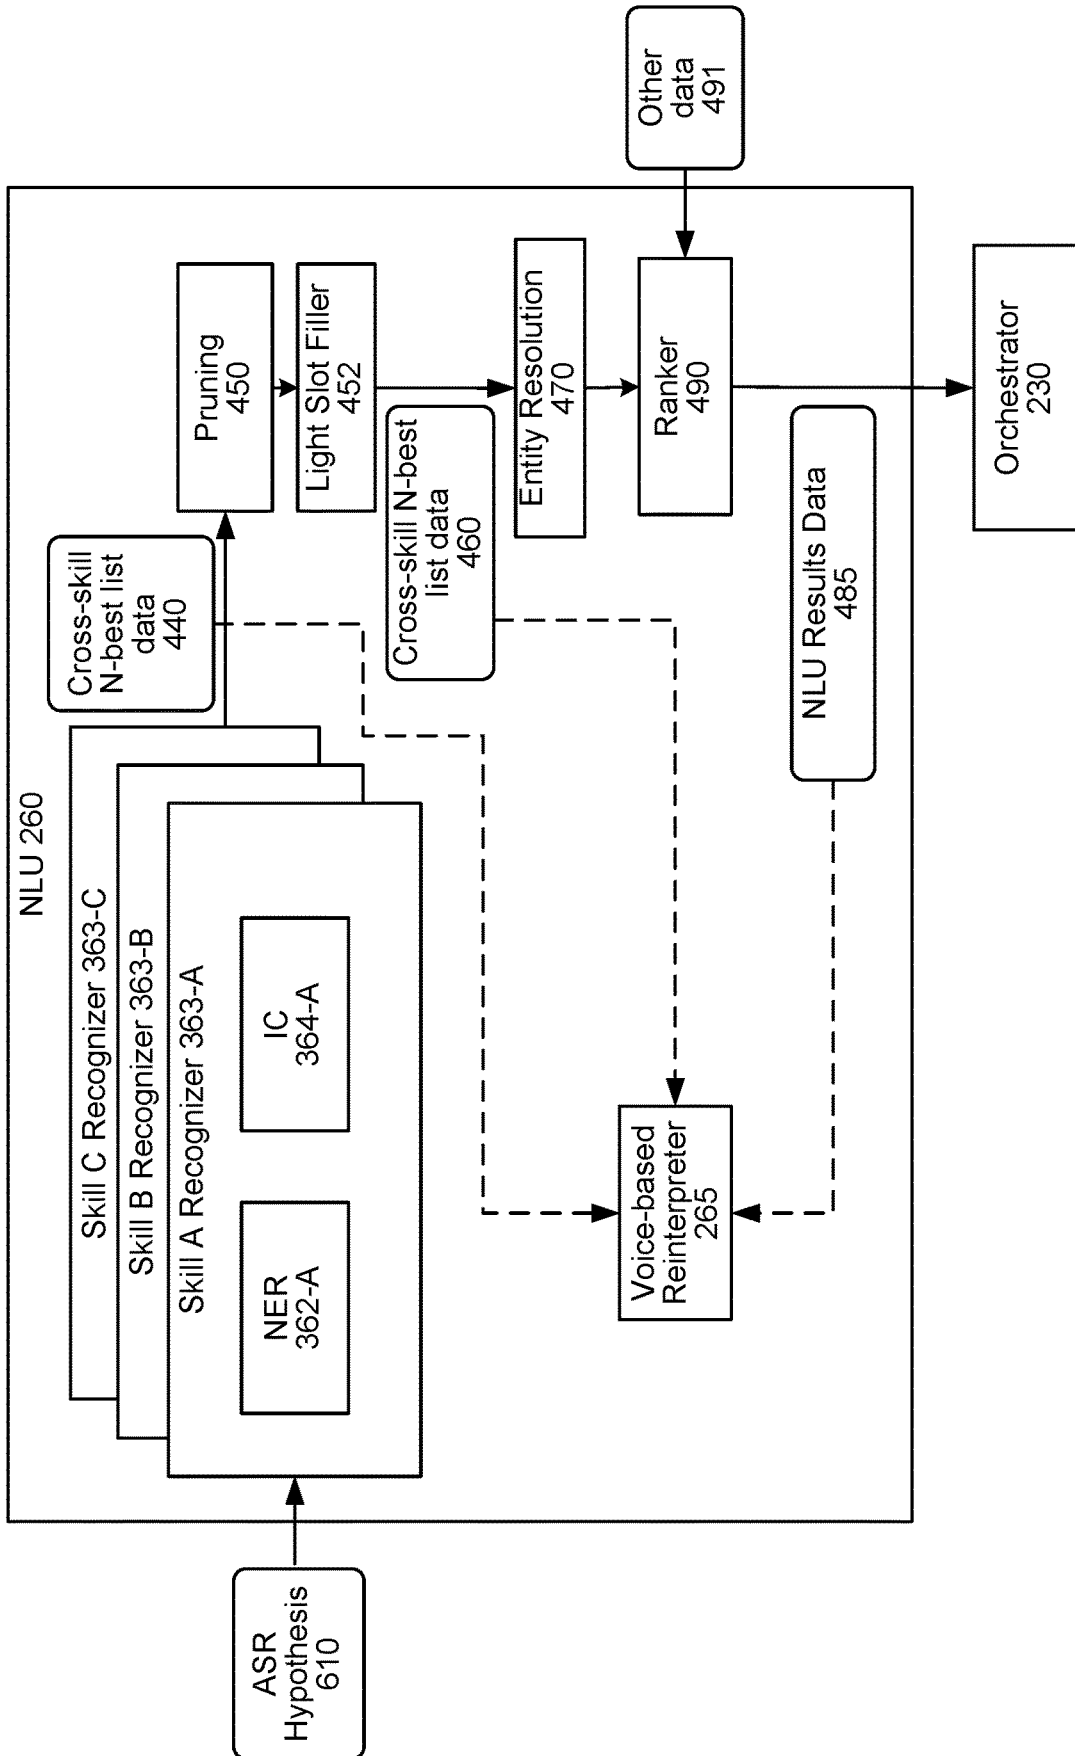 NLU 260
ASR
Hypothesis
610
Skill C Recognizer 363-C
Skill B Recognizer 363-B
Skill A Recognizer 363-A
NER
362-A
IC
364-A
Cross-skill
N-best list
data
440
Pruning
450
Light Slot Filler
452
Cross-skill N-best
list data
460
Entity Resolution
470
Ranker
490
Other
data
491
Voice-based
Reinterpreter
265
NLU Results Data
485
Orchestrator
230